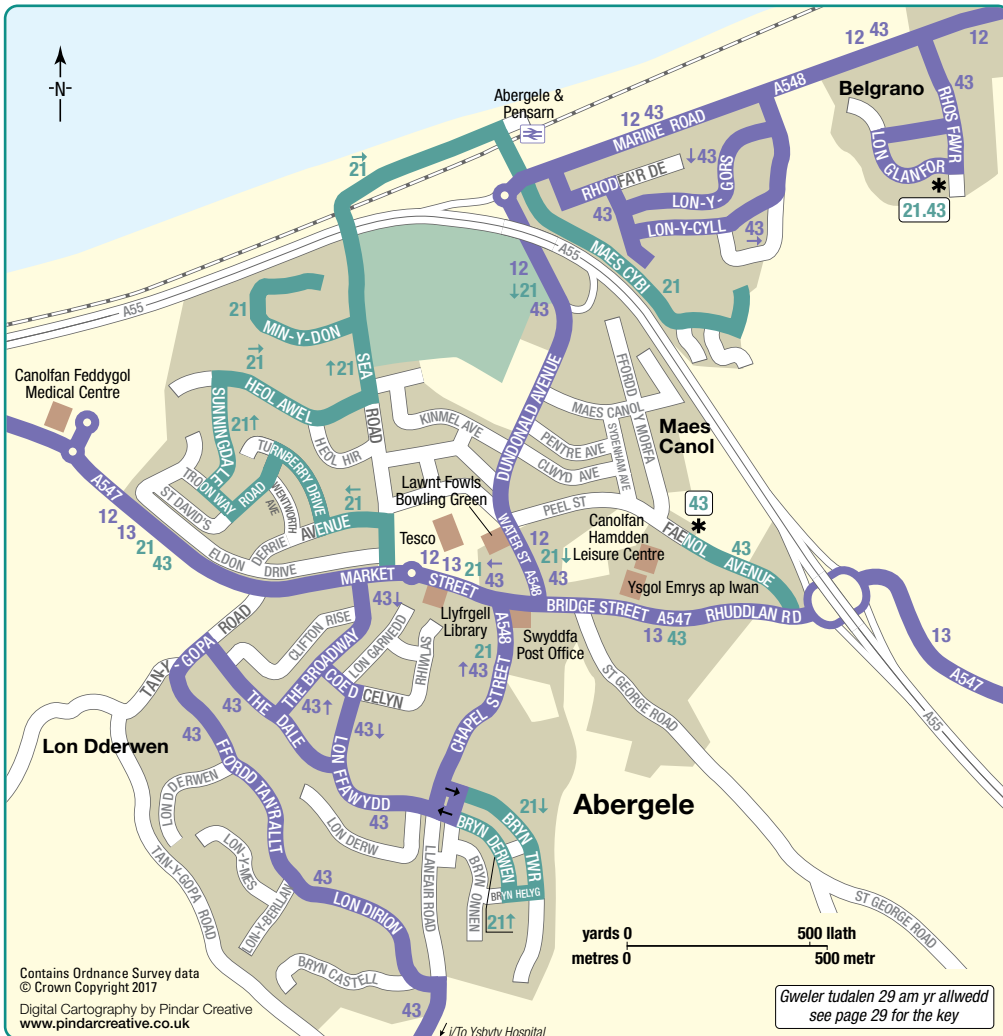 -N-
Abergele &
Pensarn
12 43
12
43
Belgrano
RHOS FAWR
LON GLANFOR
*
21.43
A548
12 43
MARINE ROAD
↓43
RHODFA'R DE
LON-Y-GORS
43
LON-Y-CYLL
43
→
→
21
A55
MAES CYBI
21
12
↓21
43
A55
21
MIN-Y-DON
↑21
SEA
ROAD
→
21
HEOL AWEL
HEOL HIR
Canolfan Feddygol
Medical Centre
SUNNINGDALE
21↑
TURNBERRY DRIVE
TROON WAY ROAD
ST DAVID'S
WENTWORTH
AVE
DERRIE AVENUE
ELDON DRIVE
←
21
KINMEL AVE
DUNDONALD AVENUE
MAES CANOL
FFORDD Y MORFA
PENTRE AVE
CLWYD AVE
SYDENHAM AVE
Maes
Canol
Lawnt Fowls
Bowling Green
PEEL ST
43
*
FAENOL AVENUE
43
Canolfan
Hamdden
Leisure Centre
Ysgol Emrys ap Iwan
Tesco
WATER ST A548
12
21↓
43
A547
12
13
21
43
MARKET STREET
12
13
21
←
43
BRIDGE STREET A547 RHUDDLAN RD
13 43
13
A547
A55
Llyfrgell
Library
Swyddfa
Post Office
A548
21
↑43
CHAPEL STREET
ST GEORGE ROAD
ST GEORGE ROAD
43↓
CLIFTON RISE
THE BROADWAY
LON GARNEDD
RHIWLAS
COED CELYN
43↑
43↓
TAN-Y-GOPA ROAD
THE DALE
43
LON FFAWYDD
43
Lon Dderwen
43
FFORDD TAN'R ALLT
LON D DERWEN
LON-Y-MES
LON-Y-BERLLAN
TAN-Y-GOPA ROAD
43
LON DIRION
LON DERW
BRYN CASTELL
LLANFAIR ROAD
BRYN ONNEN
BRYN DERWEN
BRYN TWR
BRYN HELYG
21↓
21↑
43
Abergele
yards 0 500 llath
metres 0 500 metr
Contains Ordnance Survey data
© Crown Copyright 2017
Digital Cartography by Pindar Creative
www.pindarcreative.co.uk
i/To Ysbyty Hospital
Gweler tudalen 29 am yr allwedd
see page 29 for the key